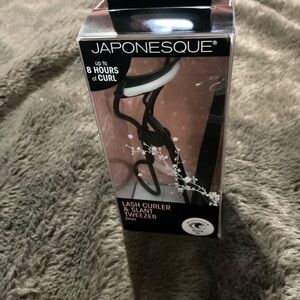 JAPONESQUE®
up to
8 HOURS
of CURL
LASH CURLER
& SLANT
TWEEZER